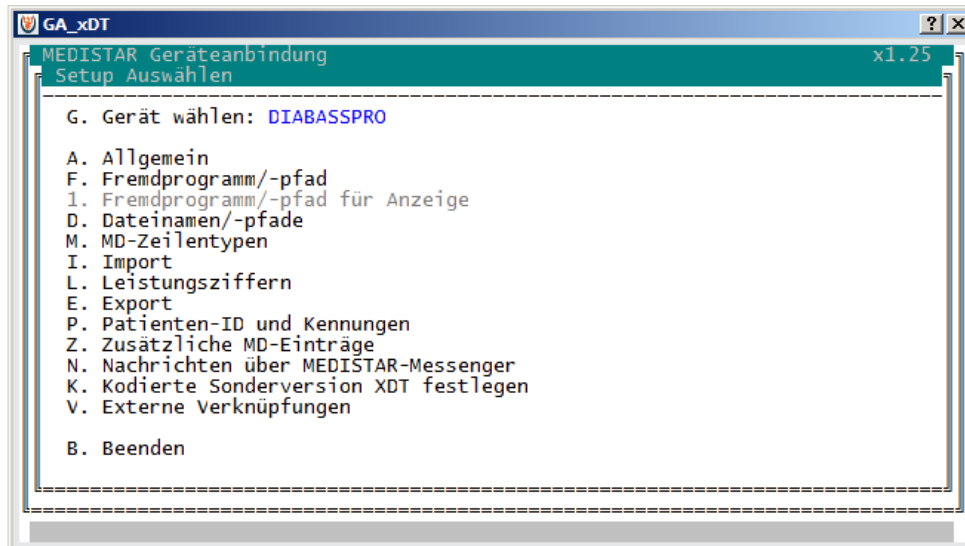 GA_xDT
MEDISTAR Geräteanbindung x1.25
Setup Auswählen
G. Gerät wählen: DIABASSPRO
A. Allgemein
F. Fremdprogramm/-pfad
1. Fremdprogramm/-pfad für Anzeige
D. Dateinamen/-pfade
M. MD-Zeilentypen
I. Import
L. Leistungsziffern
E. Export
P. Patienten-ID und Kennungen
Z. Zusätzliche MD-Einträge
N. Nachrichten über MEDISTAR-Messenger
K. Kodierte Sonderversion XDT festlegen
V. Externe Verknüpfungen
B. Beenden